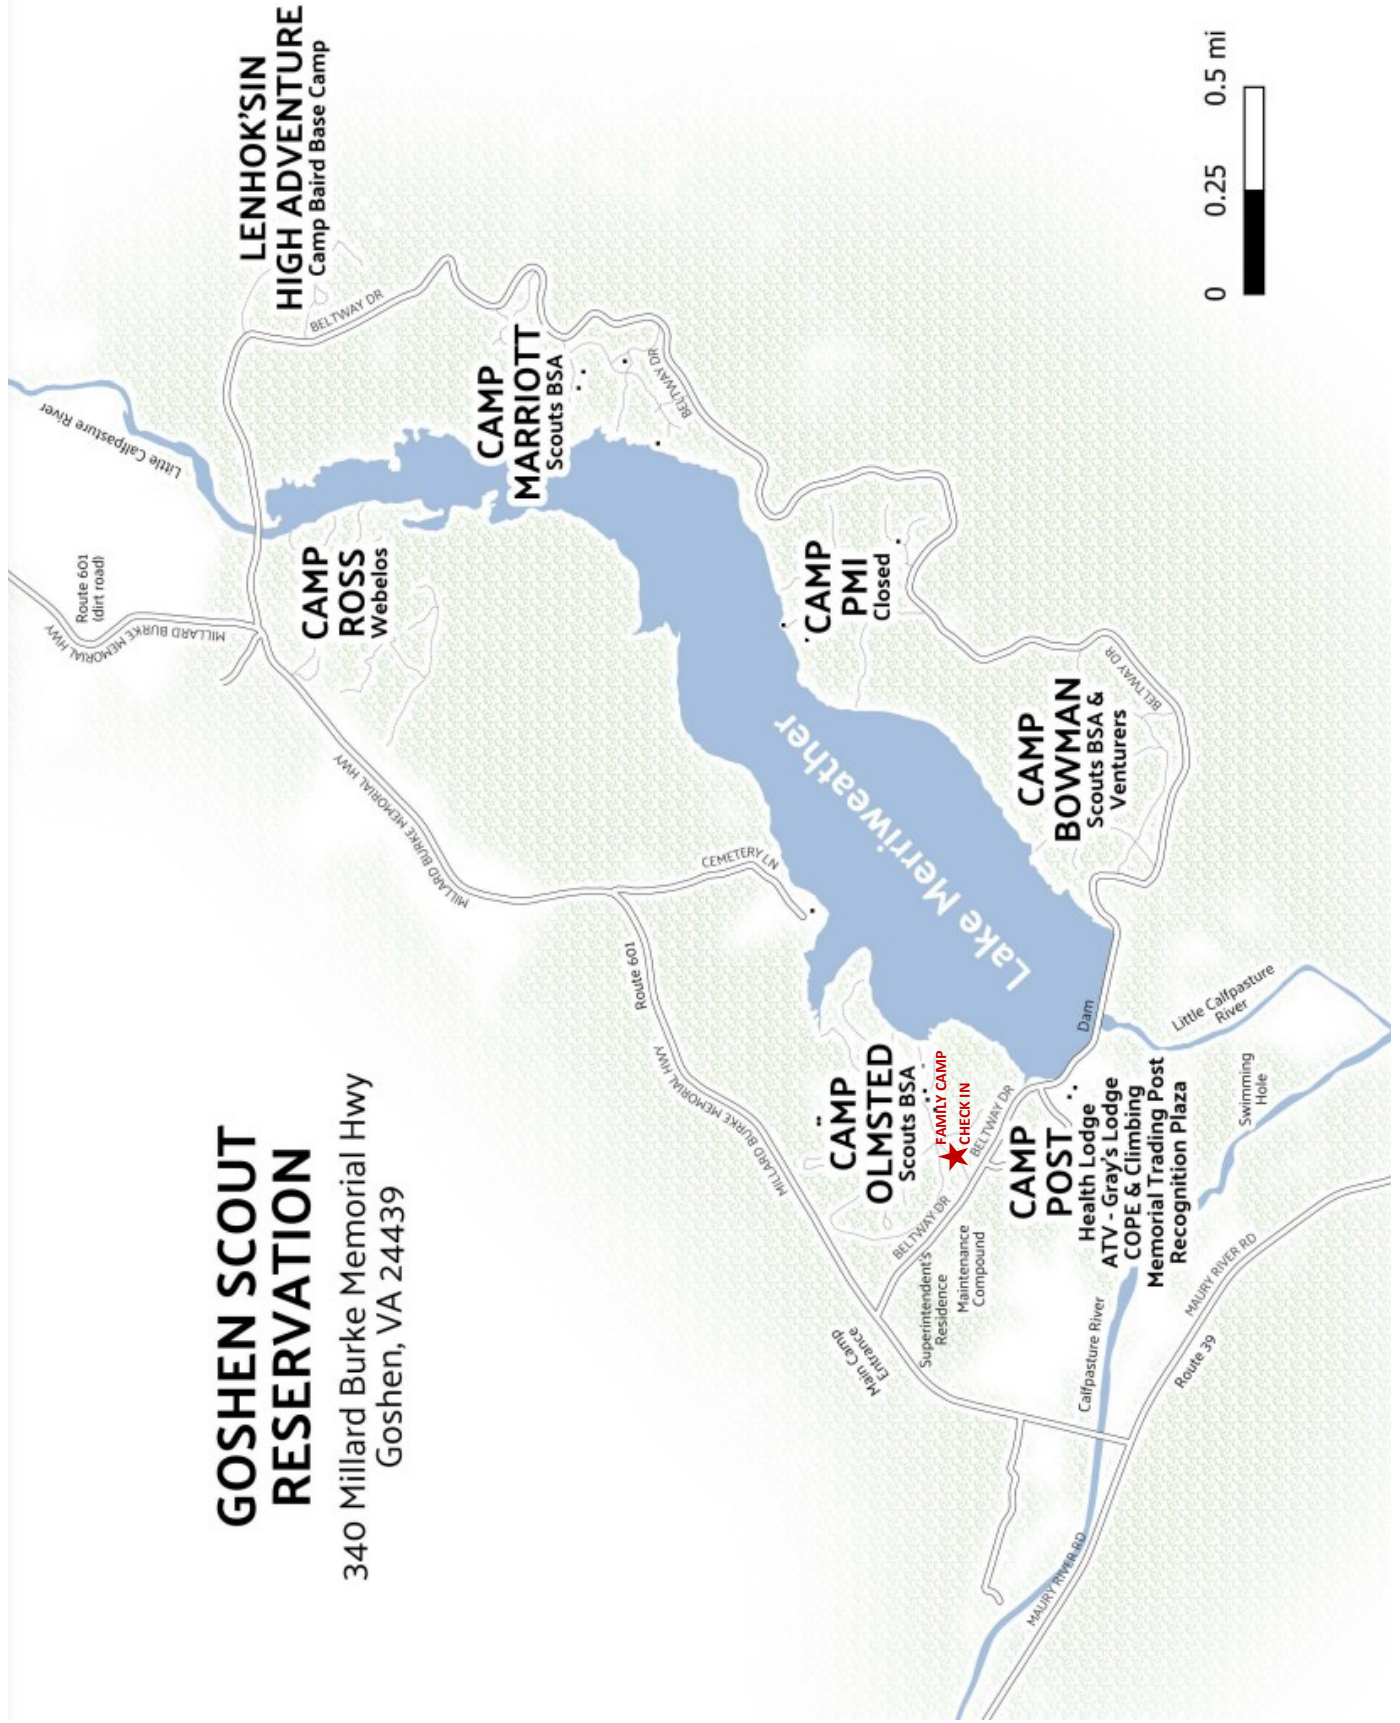 GOSHEN SCOUT
RESERVATION
340 Millard Burke Memorial Hwy
Goshen, VA 24439
LENHOK'SIN
HIGH ADVENTURE
Camp Baird Base Camp
BELTWAY DR
Little Calfpasture River
Route 601
(dirt road)
MILLARD BURKE MEMORIAL HWY
CAMP
ROSS
Webelos
CAMP
MARRIOTT
Scouts BSA
BELTWAY DR
MILLARD BURKE MEMORIAL HWY
CAMP
PMI
Closed
CEMETERY LN
Lake Merriweather
CAMP
BOWMAN
Scouts BSA &
Venturers
BELTWAY DR
Route 601
MILLARD BURKE MEMORIAL HWY
CAMP
OLMSTED
Scouts BSA
FAMILY CAMP
CHECK IN
BELTWAY DR
BELTWAY DR
Dam
Little Calfpasture
River
Swimming
Hole
CAMP
POST
Health Lodge
ATV - Gray's Lodge
COPE & Climbing
Memorial Trading Post
Recognition Plaza
Main Camp
Entrance
Superintendent's
Residence
Maintenance
Compound
Calfpasture River
MAURY RIVER RD
Route 39
MAURY RIVER RD
0 0.25 0.5 mi